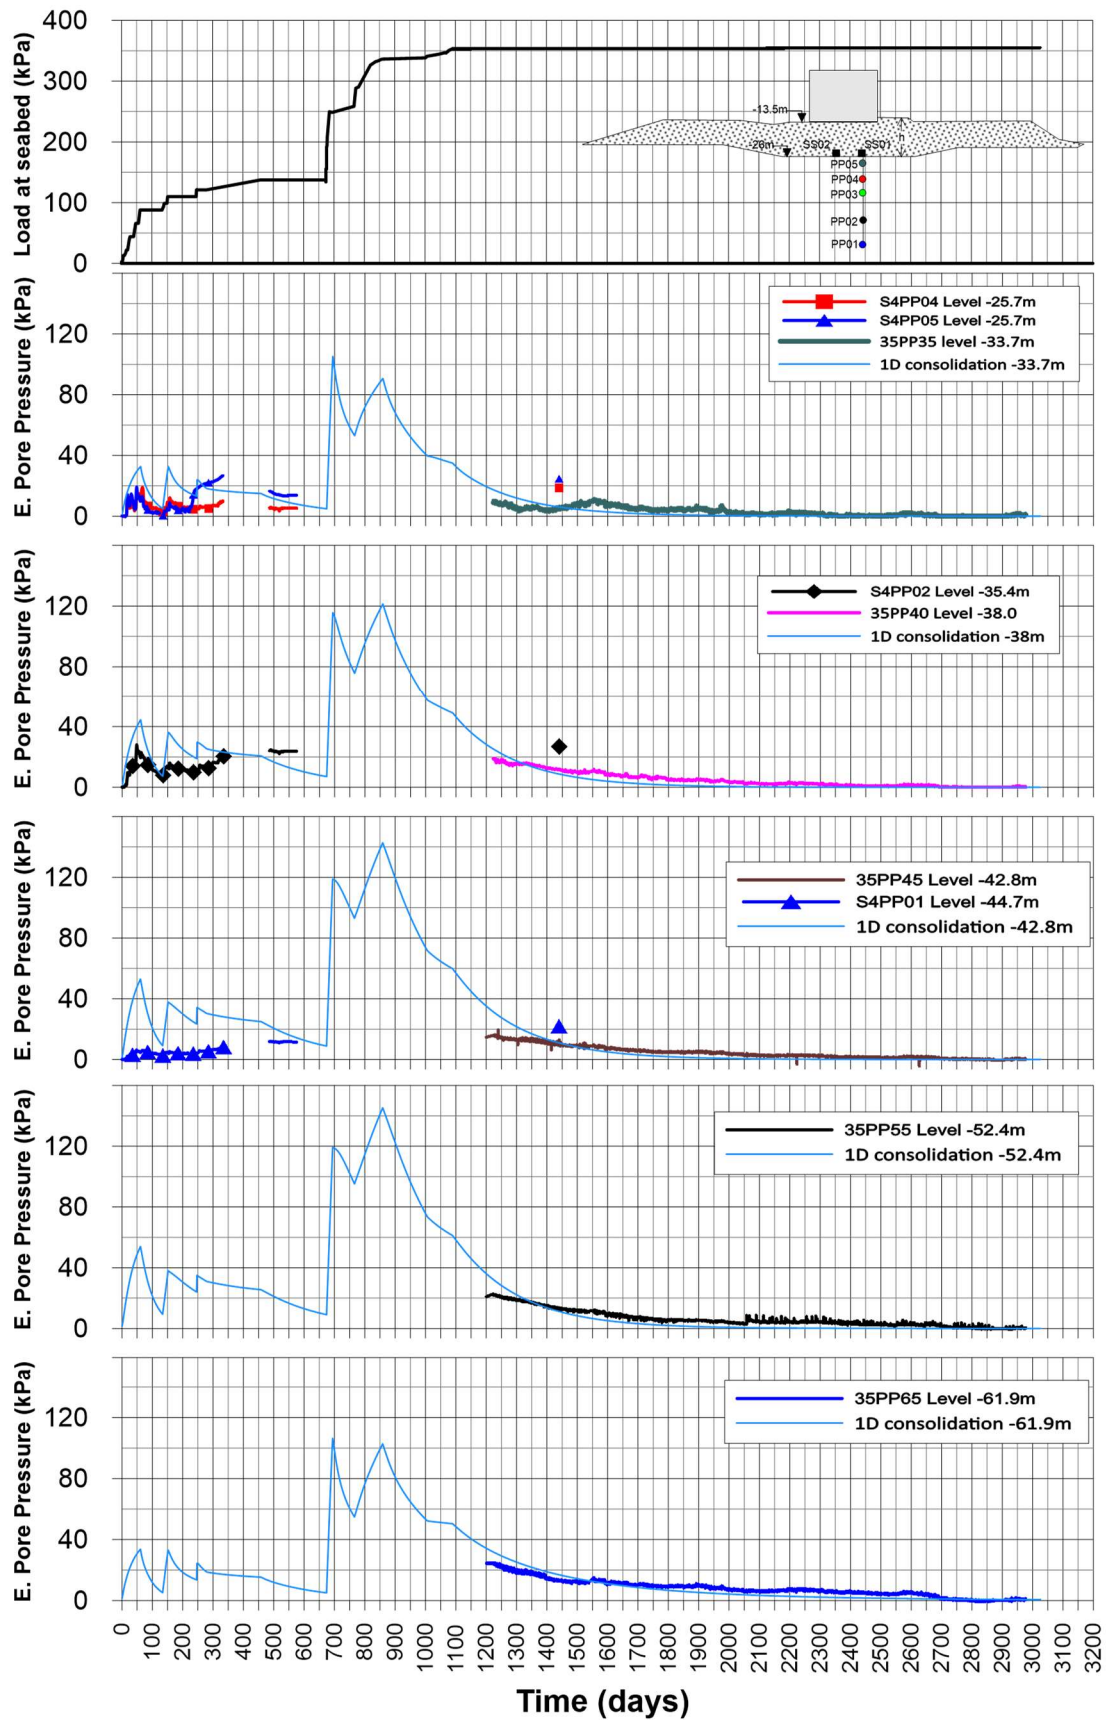 Load at seabed (kPa)
400
300
200
100
0
-13.5m
h
-26m
SS02
SS01
PP05
PP04
PP03
PP02
PP01
E. Pore Pressure (kPa)
120
80
40
0
S4PP04 Level -25.7m
S4PP05 Level -25.7m
35PP35 level -33.7m
1D consolidation -33.7m
E. Pore Pressure (kPa)
120
80
40
0
S4PP02 Level -35.4m
35PP40 Level -38.0
1D consolidation -38m
E. Pore Pressure (kPa)
120
80
40
0
35PP45 Level -42.8m
S4PP01 Level -44.7m
1D consolidation -42.8m
E. Pore Pressure (kPa)
120
80
40
0
35PP55 Level -52.4m
1D consolidation -52.4m
E. Pore Pressure (kPa)
120
80
40
0
35PP65 Level -61.9m
1D consolidation -61.9m
0 100 200 300 400 500 600 700 800 900 1000 1100 1200 1300 1400 1500 1600 1700 1800 1900 2000 2100 2200 2300 2400 2500 2600 2700 2800 2900 3000 3100 3200
Time (days)